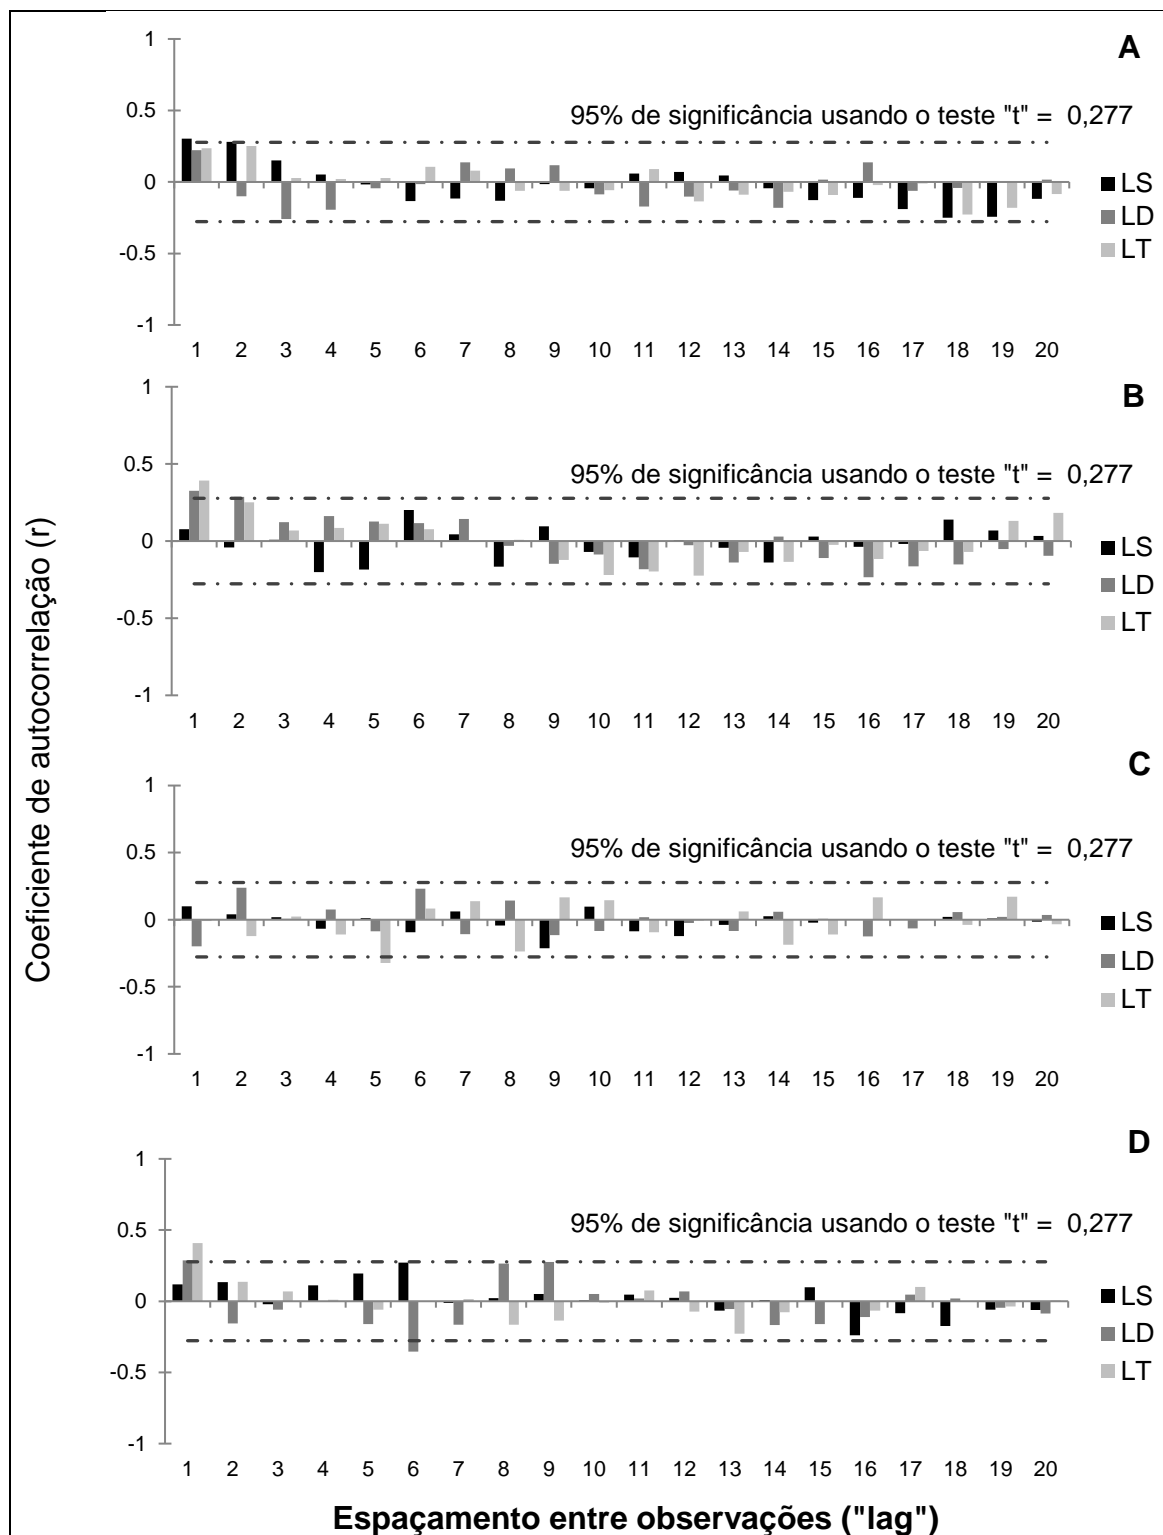 Coeficiente de autocorrelação (r)
A
1
0.5
0
-0.5
-1
95% de significância usando o teste "t" = 0,277
LS
LD
LT
1 2 3 4 5 6 7 8 9 10 11 12 13 14 15 16 17 18 19 20
B
1
0.5
0
-0.5
-1
95% de significância usando o teste "t" = 0,277
LS
LD
LT
1 2 3 4 5 6 7 8 9 10 11 12 13 14 15 16 17 18 19 20
C
1
0.5
0
-0.5
-1
95% de significância usando o teste "t" = 0,277
LS
LD
LT
1 2 3 4 5 6 7 8 9 10 11 12 13 14 15 16 17 18 19 20
D
1
0.5
0
-0.5
-1
95% de significância usando o teste "t" = 0,277
LS
LD
LT
1 2 3 4 5 6 7 8 9 10 11 12 13 14 15 16 17 18 19 20
Espaçamento entre observações ("lag")